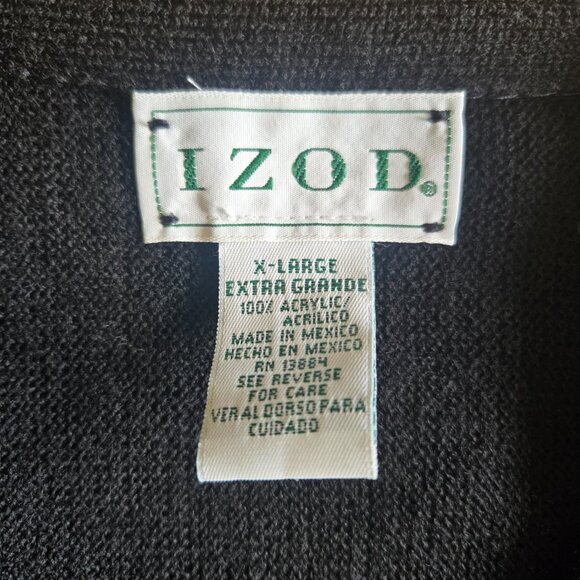 IZOD®
X-LARGE
EXTRA GRANDE
100% ACRYLIC/
ACRILICO
MADE IN MEXICO
HECHO EN MEXICO
RN 13884
SEE REVERSE
FOR CARE
VER AL DORSO PARA
CUIDADO